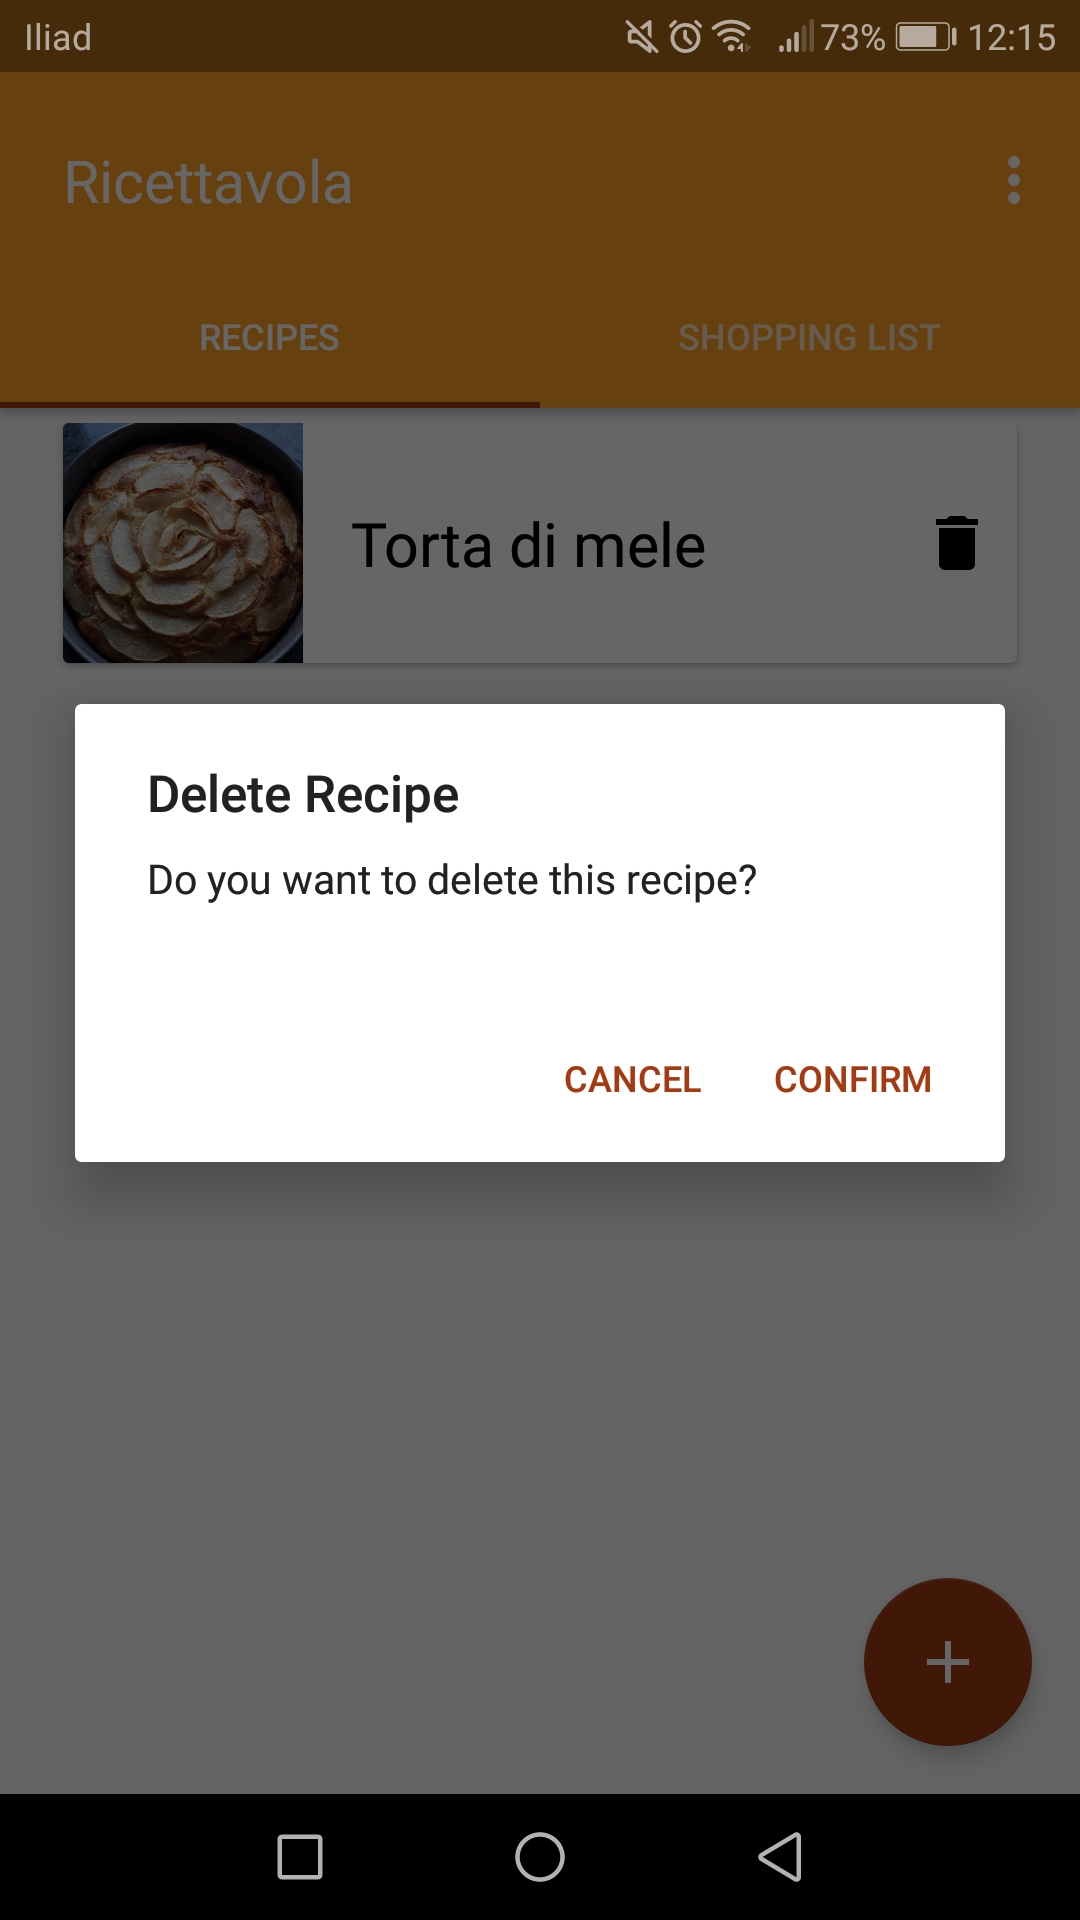 Iliad 73% 12:15
Ricettavola
RECIPES SHOPPING LIST
Torta di mele
Delete Recipe
Do you want to delete this recipe?
CANCEL CONFIRM